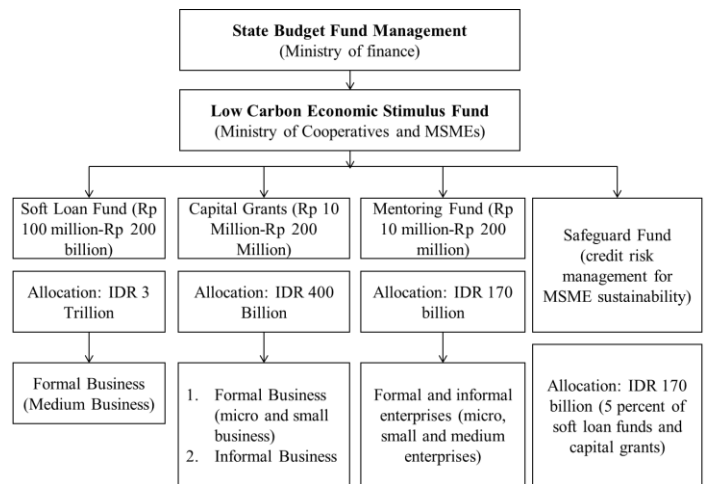 State Budget Fund Management
(Ministry of finance)
Low Carbon Economic Stimulus Fund
(Ministry of Cooperatives and MSMEs)
Soft Loan Fund (Rp
100 million-Rp 200
billion)
Capital Grants (Rp 10
Million-Rp 200
Million)
Mentoring Fund (Rp
10 million-Rp 200
million)
Safeguard Fund
(credit risk
management for
MSME sustainability)
Allocation: IDR 3
Trillion
Allocation: IDR 400
Billion
Allocation: IDR 170
billion
Formal Business
(Medium Business)
1. Formal Business
(micro and small
business)
2. Informal Business
Formal and informal
enterprises (micro,
small and medium
enterprises)
Allocation: IDR 170
billion (5 percent of
soft loan funds and
capital grants)